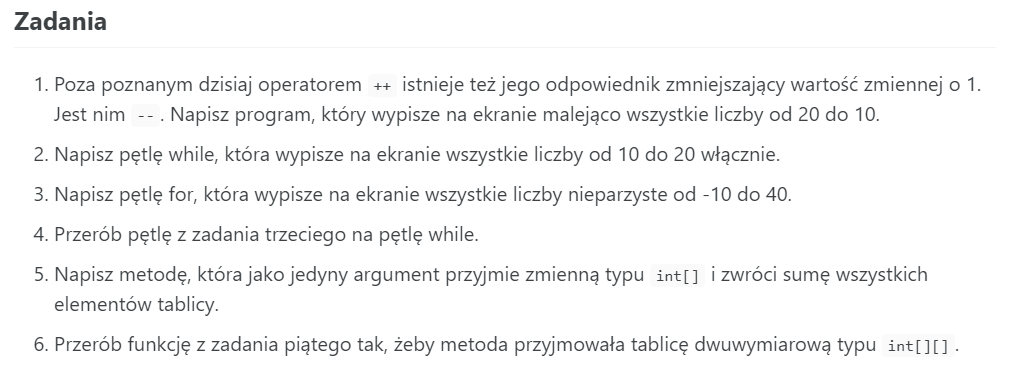 Zadania
1. Poza poznanym dzisiaj operatorem ++ istnieje też jego odpowiednik zmniejszający wartość zmiennej o 1.
Jest nim --. Napisz program, który wypisze na ekranie malejąco wszystkie liczby od 20 do 10.
2. Napisz pętlę while, która wypisze na ekranie wszystkie liczby od 10 do 20 włącznie.
3. Napisz pętlę for, która wypisze na ekranie wszystkie liczby nieparzyste od -10 do 40.
4. Przerób pętlę z zadania trzeciego na pętlę while.
5. Napisz metodę, która jako jedyny argument przyjmie zmienną typu int[] i zwróci sumę wszystkich
elementów tablicy.
6. Przerób funkcję z zadania piątego tak, żeby metoda przyjmowała tablicę dwuwymiarową typu int[][].